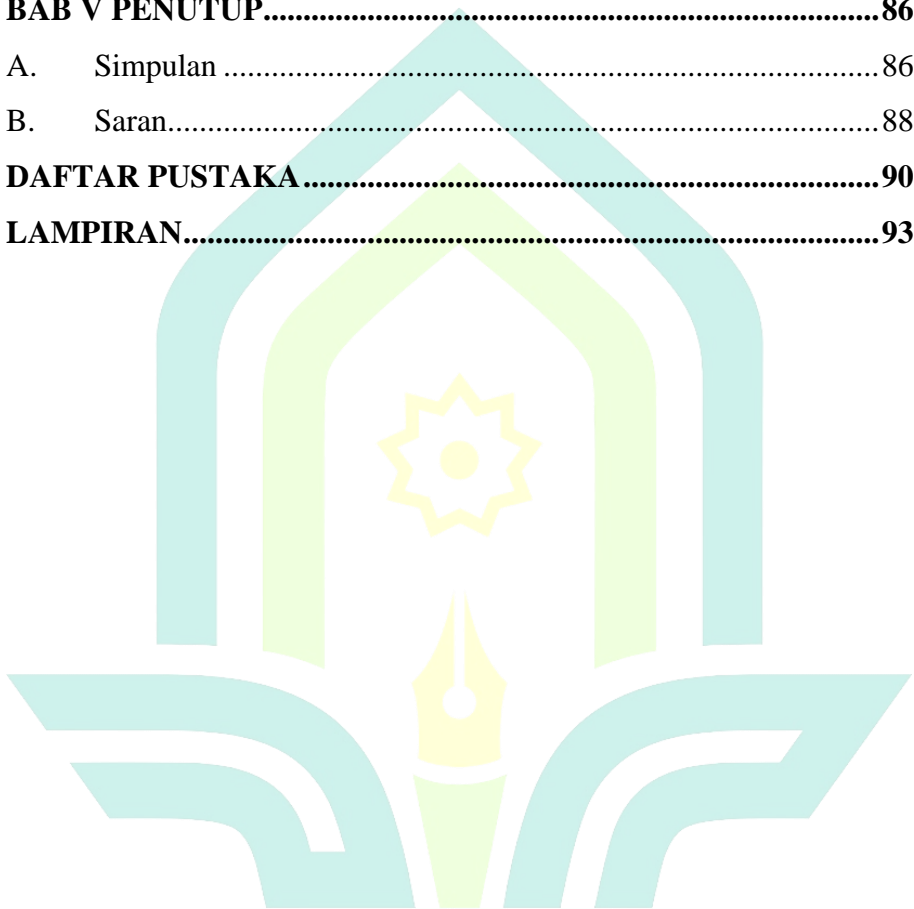 BAB V PENUTUP..........................................................................86
A. Simpulan ..............................................................................86
B. Saran.....................................................................................88
DAFTAR PUSTAKA.....................................................................90
LAMPIRAN...................................................................................93